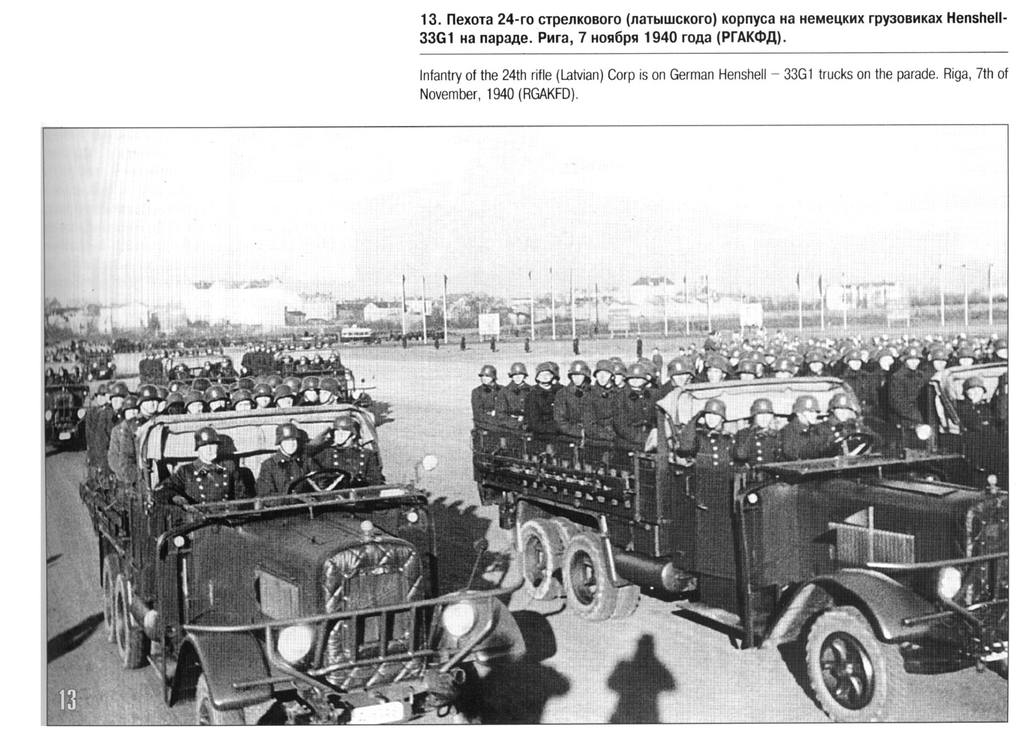 13. Пехота 24-го стрелкового (латышского) корпуса на немецких грузовиках Henshell-
33G1 на параде. Рига, 7 ноября 1940 года (РГАКФД).
Infantry of the 24th rifle (Latvian) Corp is on German Henshell – 33G1 trucks on the parade. Riga, 7th of
November, 1940 (RGAKFD).
13